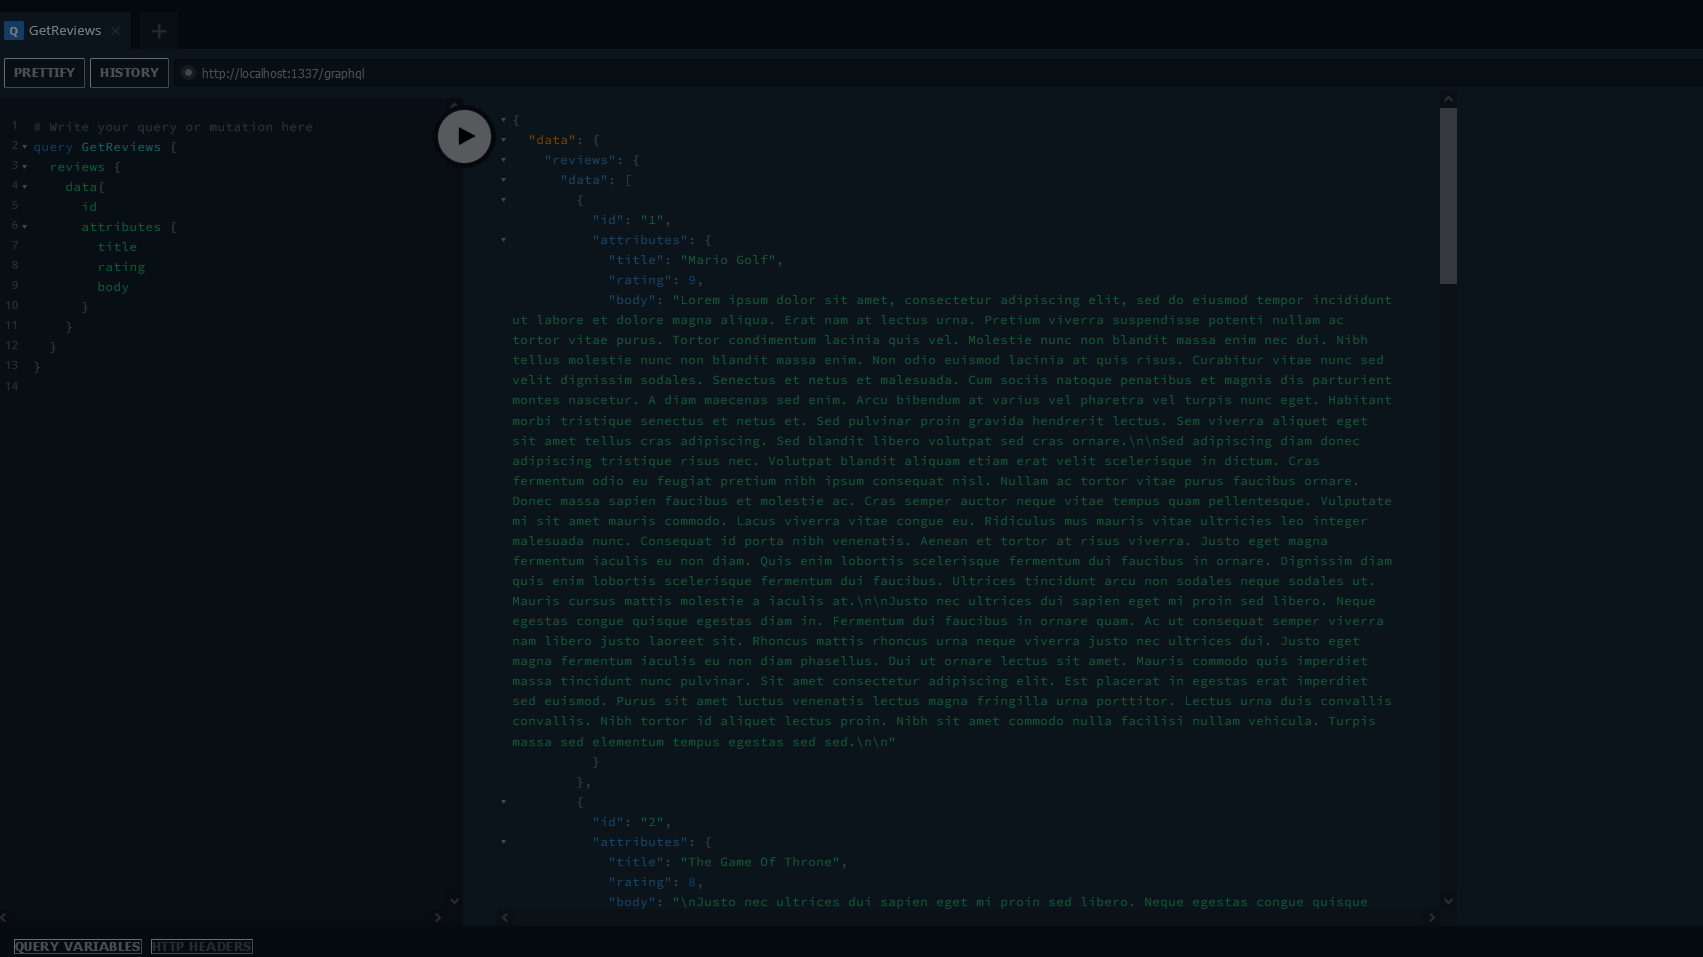 Q GetReviews
PRETTIFY HISTORY http://localhost:1337/graphql
1 # Write your query or mutation here
2 query GetReviews {
3 reviews {
4 data{
5 id
6 attributes {
7 title
8 rating
9 body
10 }
11 }
12 }
13 }
14
{
"data": {
"reviews": {
"data": [
{
"id": "1",
"attributes": {
"title": "Mario Golf",
"rating": 9,
"body": "Lorem ipsum dolor sit amet, consectetur adipiscing elit, sed do eiusmod tempor incididunt
ut labore et dolore magna aliqua. Erat nam at lectus urna. Pretium viverra suspendisse potenti nullam ac
tortor vitae purus. Tortor condimentum lacinia quis vel. Molestie nunc non blandit massa enim nec dui. Nibh
tellus molestie nunc non blandit massa enim. Non odio euismod lacinia at quis risus. Curabitur vitae nunc sed
velit dignissim sodales. Senectus et netus et malesuada. Cum sociis natoque penatibus et magnis dis parturient
montes nascetur. A diam maecenas sed enim. Arcu bibendum at varius vel pharetra vel turpis nunc eget. Habitant
morbi tristique senectus et netus et. Sed pulvinar proin gravida hendrerit lectus. Sem viverra aliquet eget
sit amet tellus cras adipiscing. Sed blandit libero volutpat sed cras ornare.\n\nSed adipiscing diam donec
adipiscing tristique risus nec. Volutpat blandit aliquam etiam erat velit scelerisque in dictum. Cras
fermentum odio eu feugiat pretium nibh ipsum consequat nisl. Nullam ac tortor vitae purus faucibus ornare.
Donec massa sapien faucibus et molestie ac. Cras semper auctor neque vitae tempus quam pellentesque. Vulputate
mi sit amet mauris commodo. Lacus viverra vitae congue eu. Ridiculus mus mauris vitae ultricies leo integer
malesuada nunc. Consequat id porta nibh venenatis. Aenean et tortor at risus viverra. Justo eget magna
fermentum iaculis eu non diam. Quis enim lobortis scelerisque fermentum dui faucibus in ornare. Dignissim diam
quis enim lobortis scelerisque fermentum dui faucibus. Ultrices tincidunt arcu non sodales neque sodales ut.
Mauris cursus mattis molestie a iaculis at.\n\nJusto nec ultrices dui sapien eget mi proin sed libero. Neque
egestas congue quisque egestas diam in. Fermentum dui faucibus in ornare quam. Ac ut consequat semper viverra
nam libero justo laoreet sit. Rhoncus mattis rhoncus urna neque viverra justo nec ultrices dui. Justo eget
magna fermentum iaculis eu non diam phasellus. Dui ut ornare lectus sit amet. Mauris commodo quis imperdiet
massa tincidunt nunc pulvinar. Sit amet consectetur adipiscing elit. Est placerat in egestas erat imperdiet
sed euismod. Purus sit amet luctus venenatis lectus magna fringilla urna porttitor. Lectus urna duis convallis
convallis. Nibh tortor id aliquet lectus proin. Nibh sit amet commodo nulla facilisi nullam vehicula. Turpis
massa sed elementum tempus egestas sed sed.\n\n"
}
},
{
"id": "2",
"attributes": {
"title": "The Game Of Throne",
"rating": 8,
"body": "\nJusto nec ultrices dui sapien eget mi proin sed libero. Neque egestas congue quisque
QUERY VARIABLES HTTP HEADERS